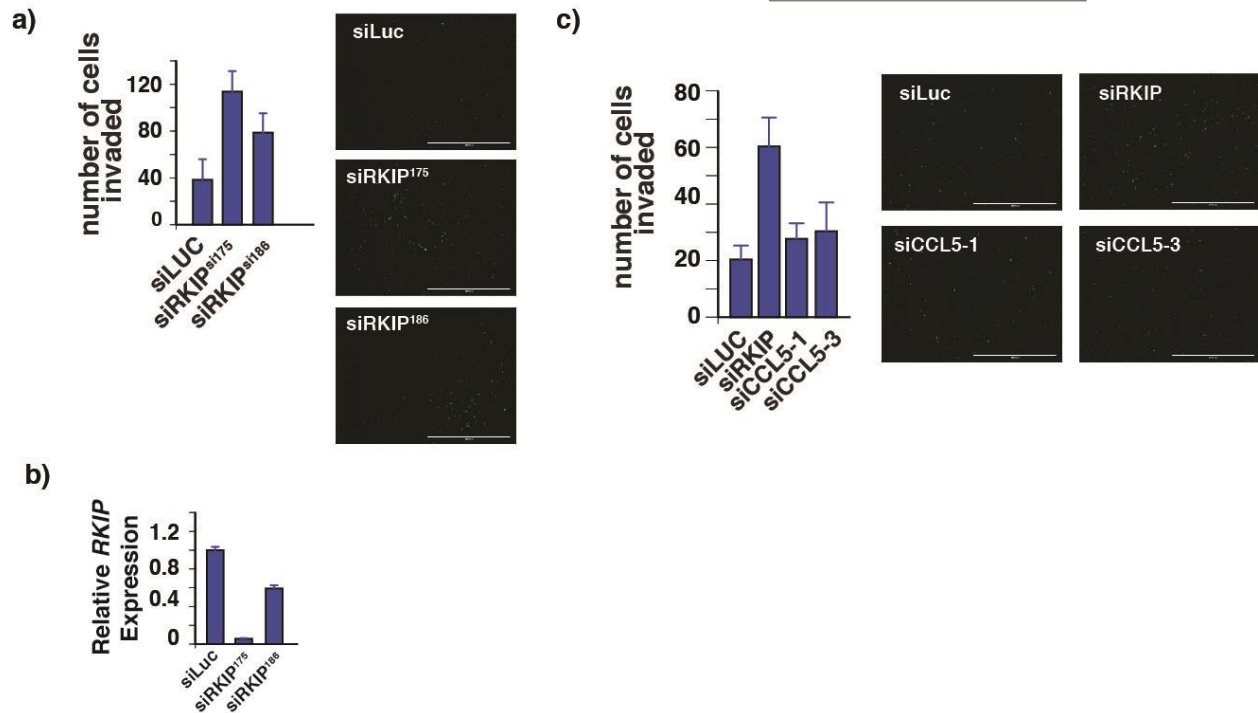 a)
number of cells
invaded
120
80
40
0
siLUC
siRKIPsi175
siRKIPsi186
siLuc
siRKIP175
siRKIP186
b)
Relative RKIP
Expression
1.2
0.8
0.4
0
siLuc
siRKIP175
siRKIP186
c)
number of cells
invaded
80
60
40
20
0
siLUC
siRKIP
siCCL5-1
siCCL5-3
siLuc
siRKIP
siCCL5-1
siCCL5-3